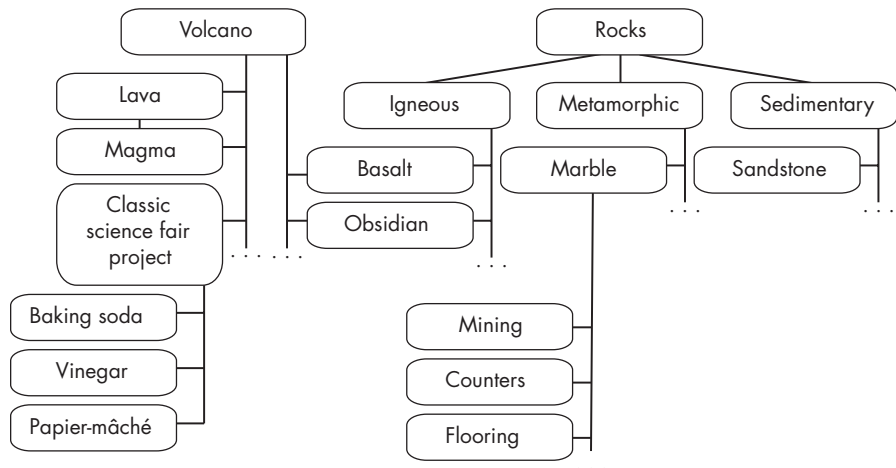 Volcano
Rocks
Lava
Igneous
Metamorphic
Sedimentary
Magma
Basalt
Marble
Sandstone
Classic
science fair
project
Obsidian
. . .
. . .
. . .
. . .
. . .
Baking soda
Mining
Vinegar
Counters
Papier-mâché
Flooring